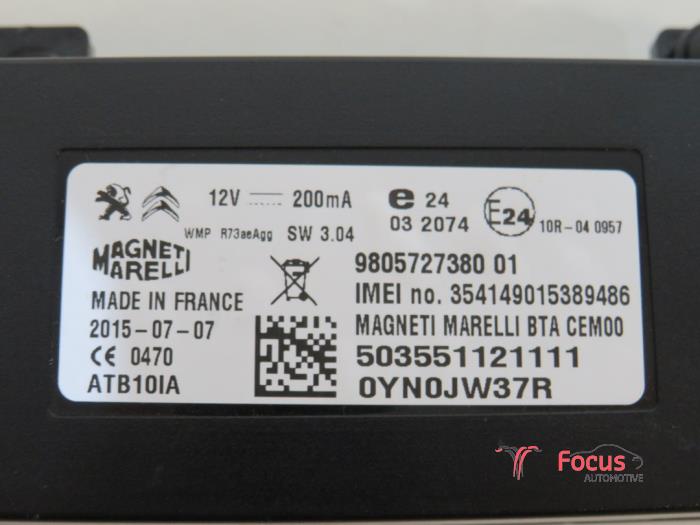 12V 200mA
e 24
03 2074
E24
10R-04 0957
WMP R73aeAgg SW 3.04
MAGNETI
MARELLI
9805727380 01
MADE IN FRANCE
IMEI no. 354149015389486
2015-07-07
MAGNETI MARELLI BTA CEM00
CE 0470
503551121111
ATB10IA
0YN0JW37R
Focus
AUTOMOTIVE